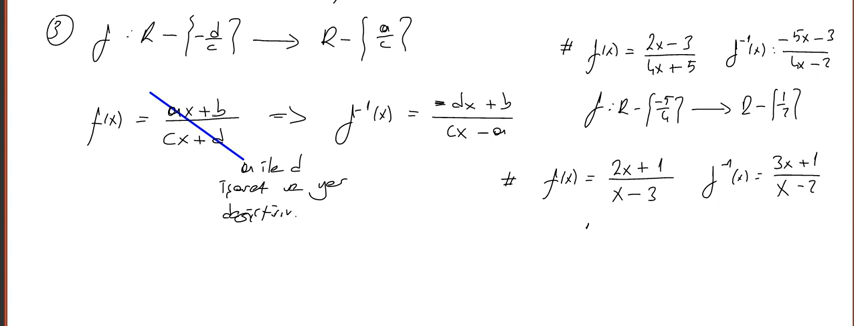 ③ f : R - {-d/c} ⟶ R - {a/c}
f(x) = (ax + b)/(cx + d) => f⁻¹(x) = (-dx + b)/(cx - a)
a ile d
işaret ve yer
değiştirir.
# f(x) = (2x - 3)/(4x + 5) f⁻¹(x) : (-5x - 3)/(4x - 2)
f : R - {-5/4} ⟶ R - {1/2}
# f(x) = (2x + 1)/(x - 3) f⁻¹(x) = (3x + 1)/(x - 2)